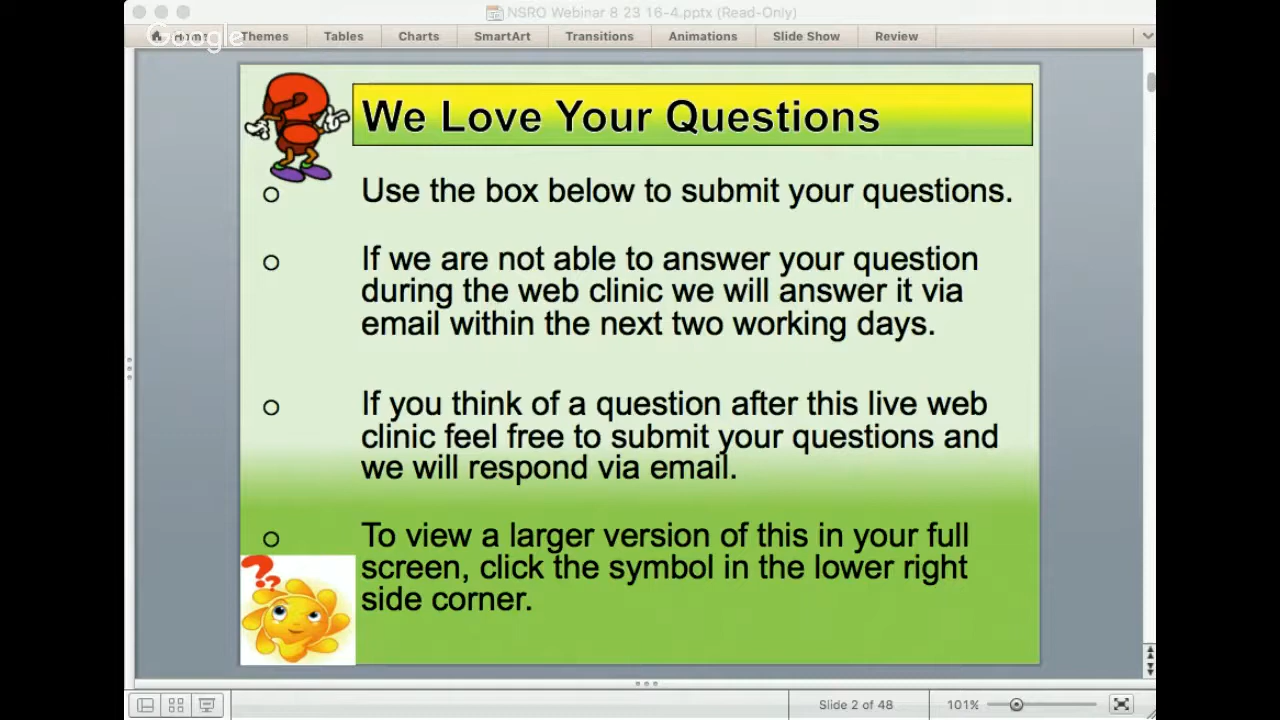 NSRO Webinar 8 23 16-4.pptx (Read-Only)
Google
Home Themes Tables Charts SmartArt Transitions Animations Slide Show Review
We Love Your Questions
Use the box below to submit your questions.
If we are not able to answer your question
during the web clinic we will answer it via
email within the next two working days.
If you think of a question after this live web
clinic feel free to submit your questions and
we will respond via email.
To view a larger version of this in your full
screen, click the symbol in the lower right
side corner.
Slide 2 of 48 101%